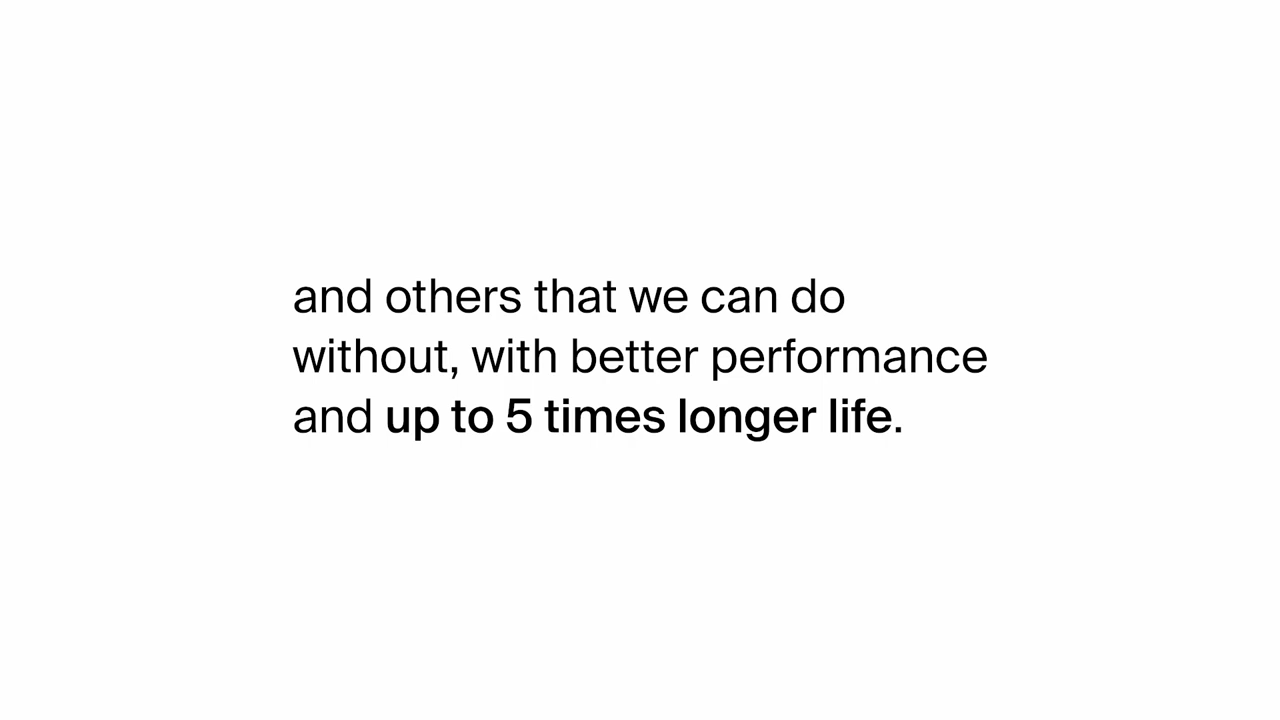 and others that we can do
without, with better performance
and up to 5 times longer life.